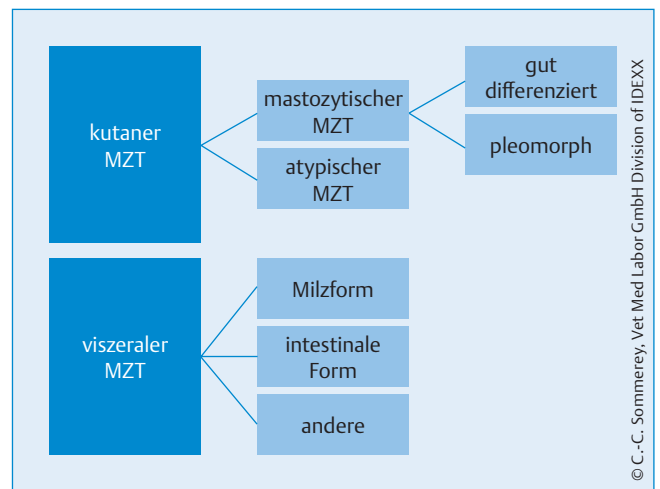 kutaner
MZT
mastozytischer
MZT
gut
differenziert
pleomorph
atypischer
MZT
viszeraler
MZT
Milzform
intestinale
Form
andere
© C.-C. Sommerey, Vet Med Labor GmbH Division of IDEXX